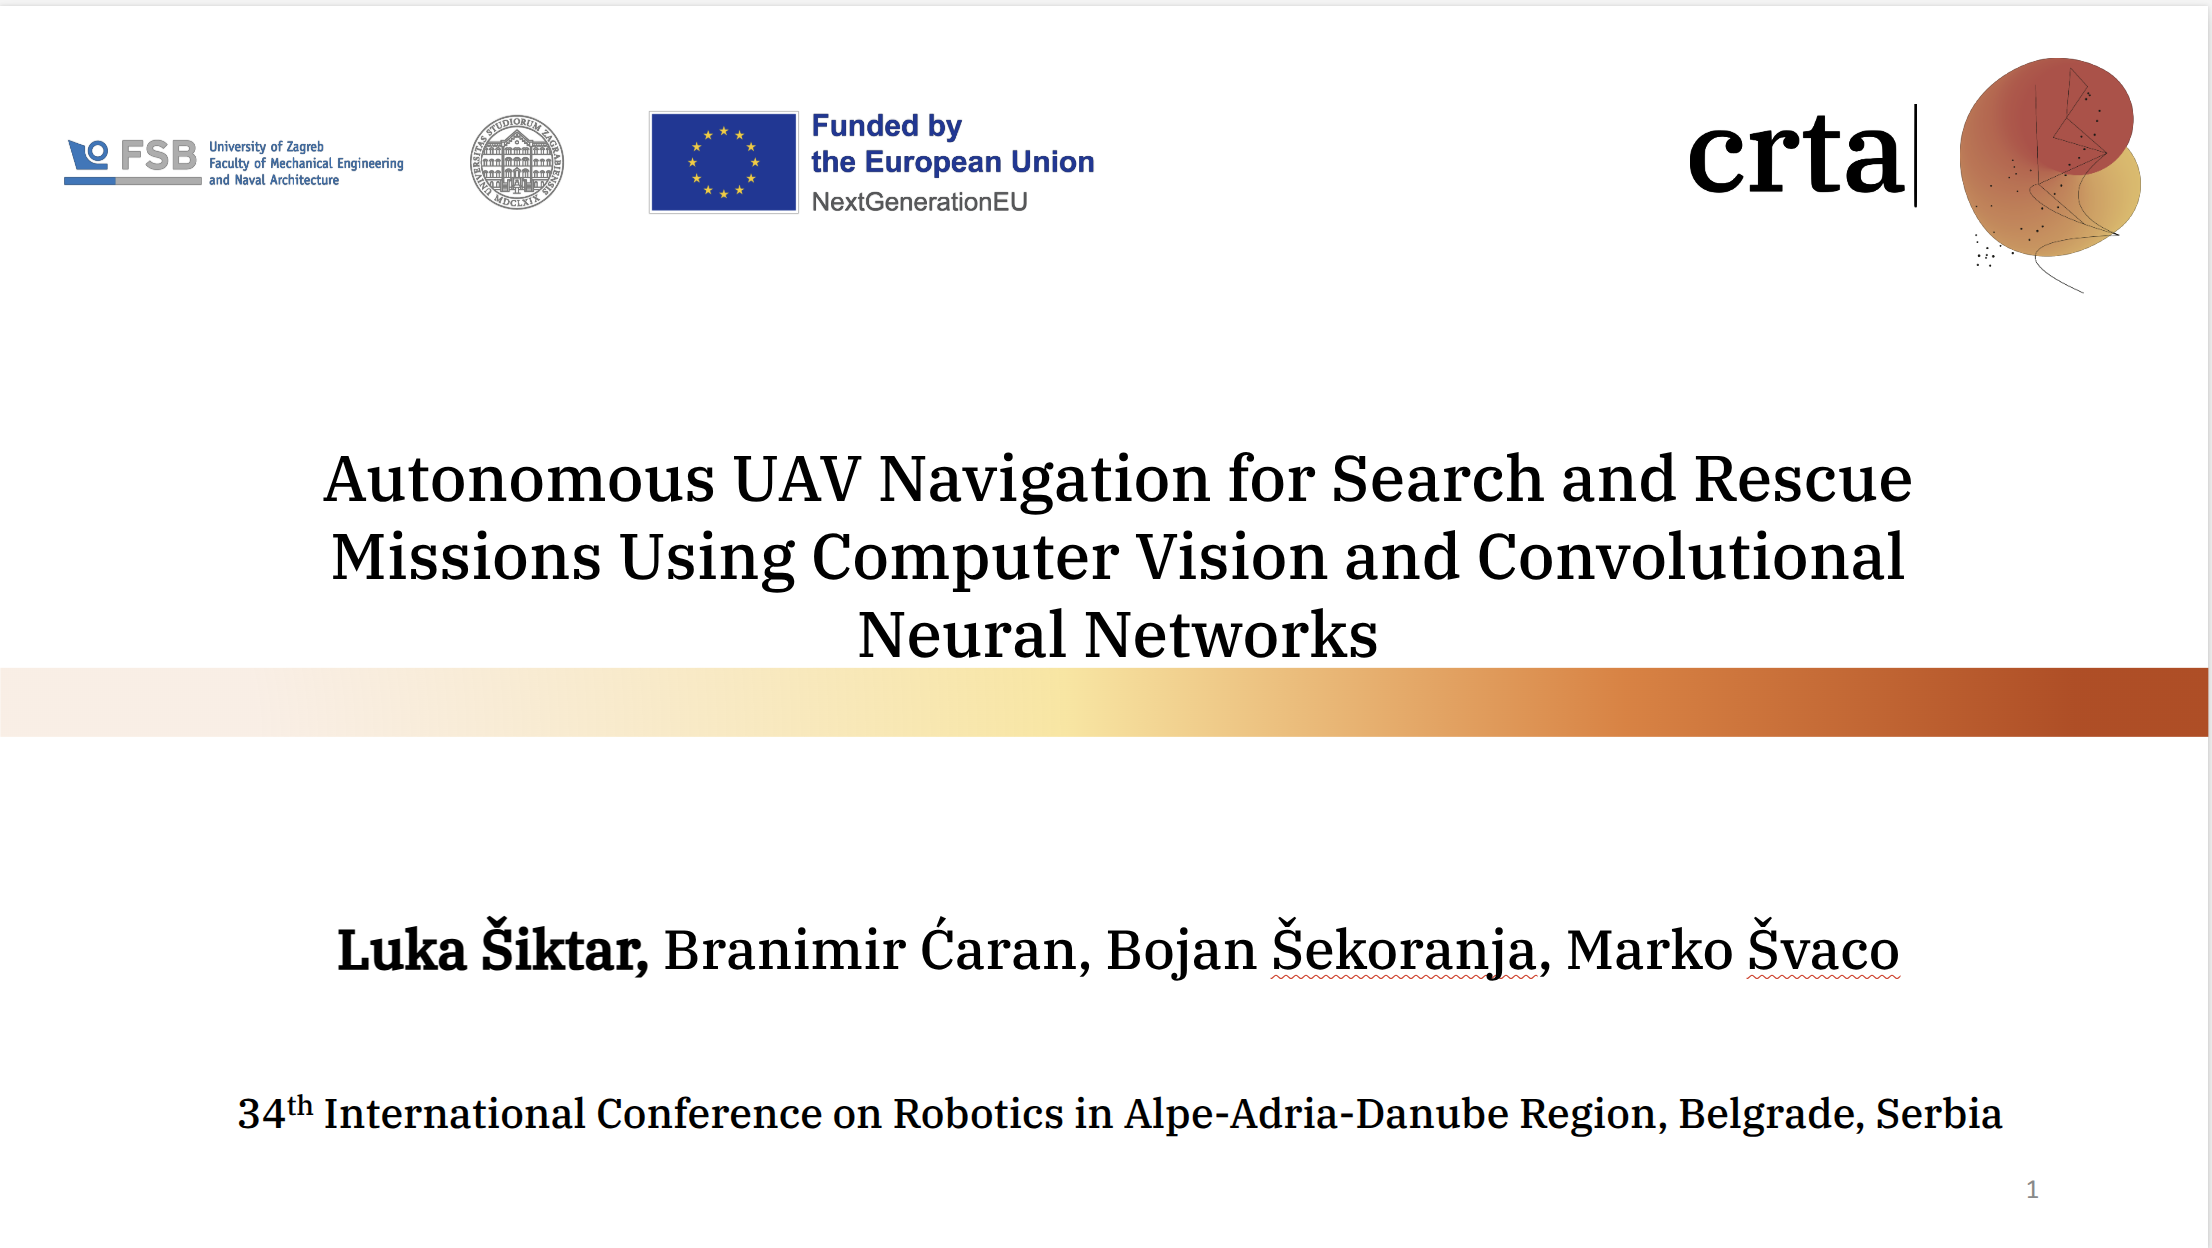 FSB
University of Zagreb
Faculty of Mechanical Engineering
and Naval Architecture
UNIVERSITAS STUDIORUM ZAGRABIENSIS
MDCLXIX
Funded by
the European Union
NextGenerationEU
crta
Autonomous UAV Navigation for Search and Rescue
Missions Using Computer Vision and Convolutional
Neural Networks
Luka Šiktar, Branimir Ćaran, Bojan Šekoranja, Marko Švaco
34th International Conference on Robotics in Alpe-Adria-Danube Region, Belgrade, Serbia
1